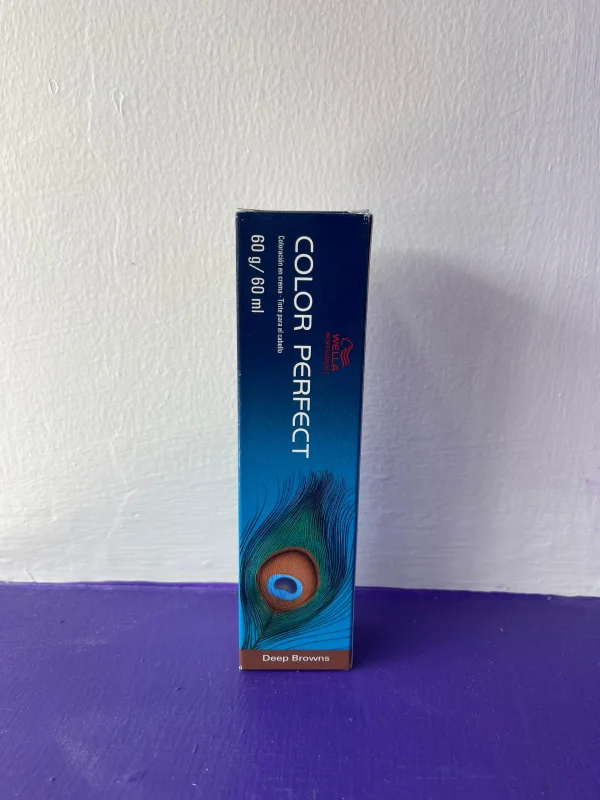 WELLA
PROFESSIONALS
COLOR PERFECT
Coloración en crema · Tinte para el cabello
60 g/ 60 ml
Deep Browns